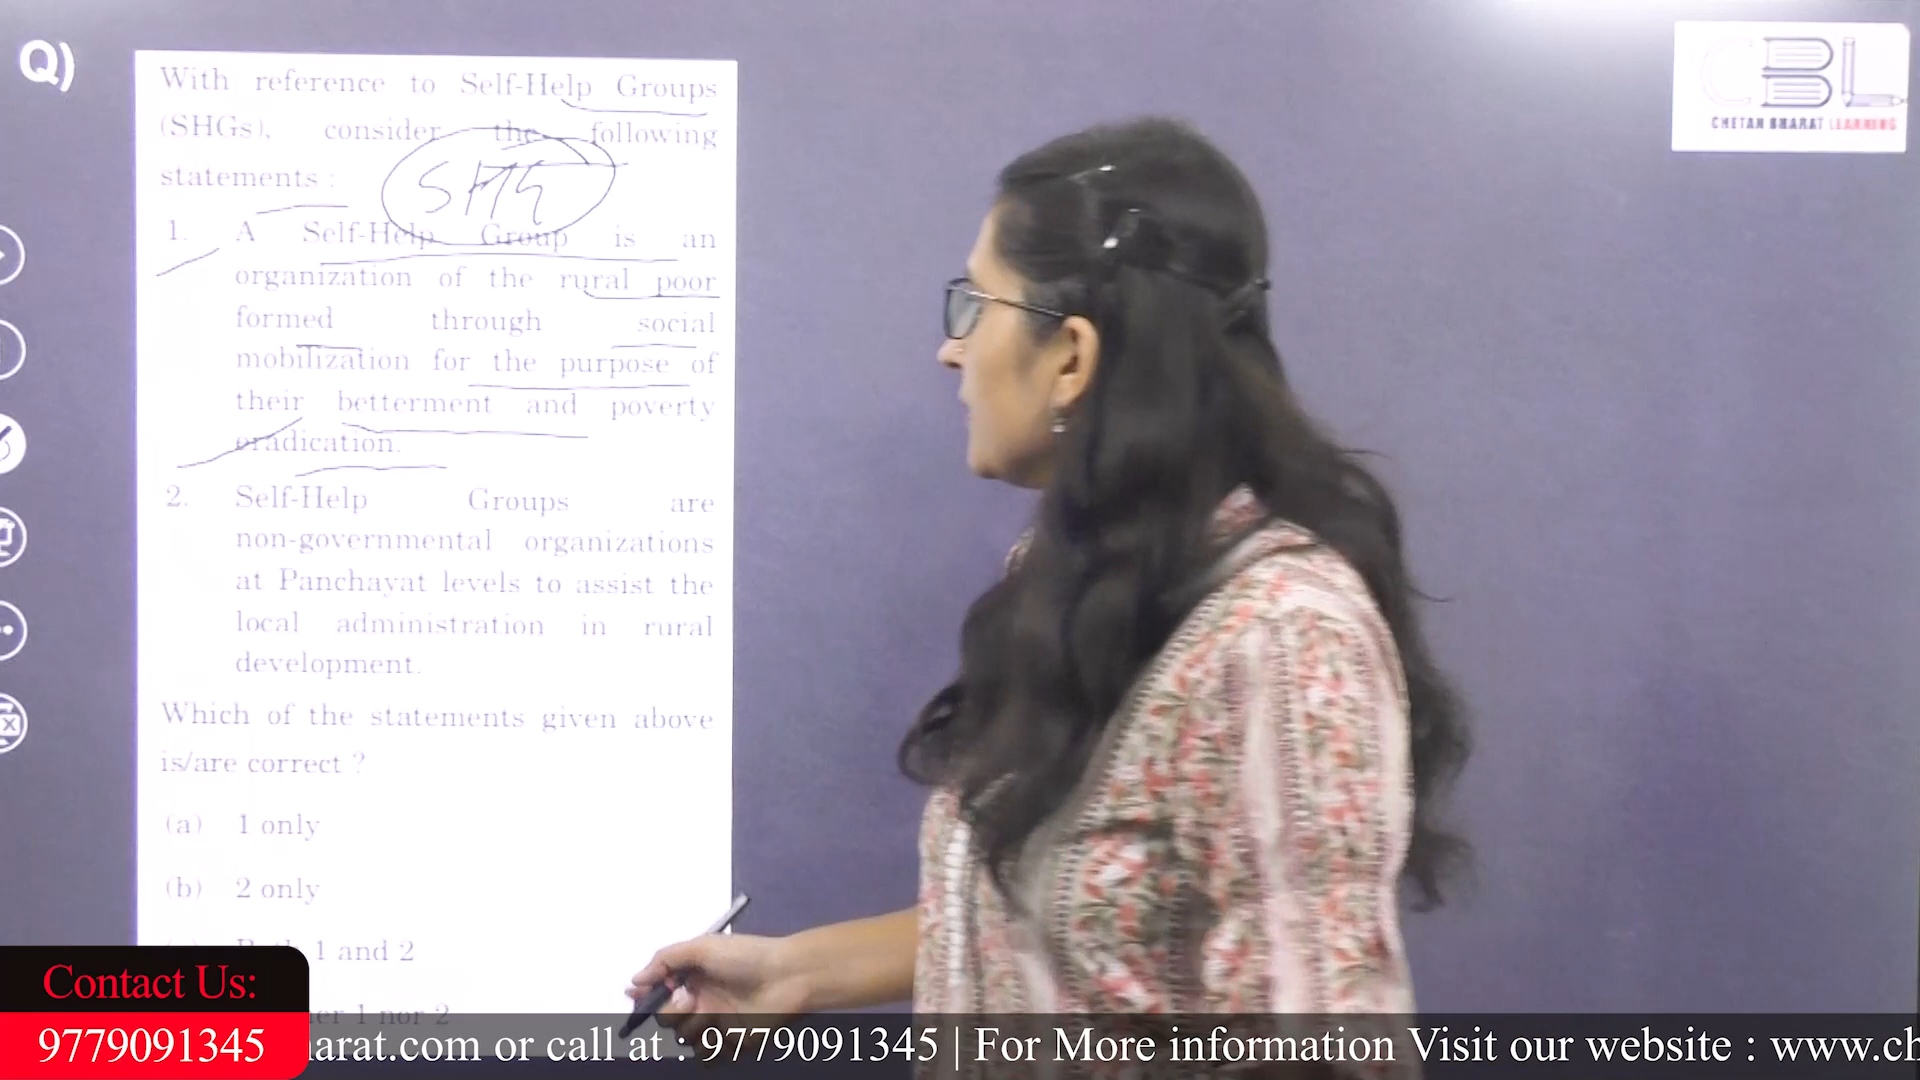 Q)
With reference to Self-Help Groups
(SHGs), consider the following
statements :
SHG
1. A Self-Help Group is an
organization of the rural poor
formed through social
mobilization for the purpose of
their betterment and poverty
eradication.
2. Self-Help Groups are
non-governmental organizations
at Panchayat levels to assist the
local administration in rural
development.
Which of the statements given above
is/are correct ?
(a) 1 only
(b) 2 only
1 and 2
1 nor 2
CBL
CHETAN BHARAT LEARNING
Contact Us:
9779091345
arat.com or call at : 9779091345 | For More information Visit our website : www.ch